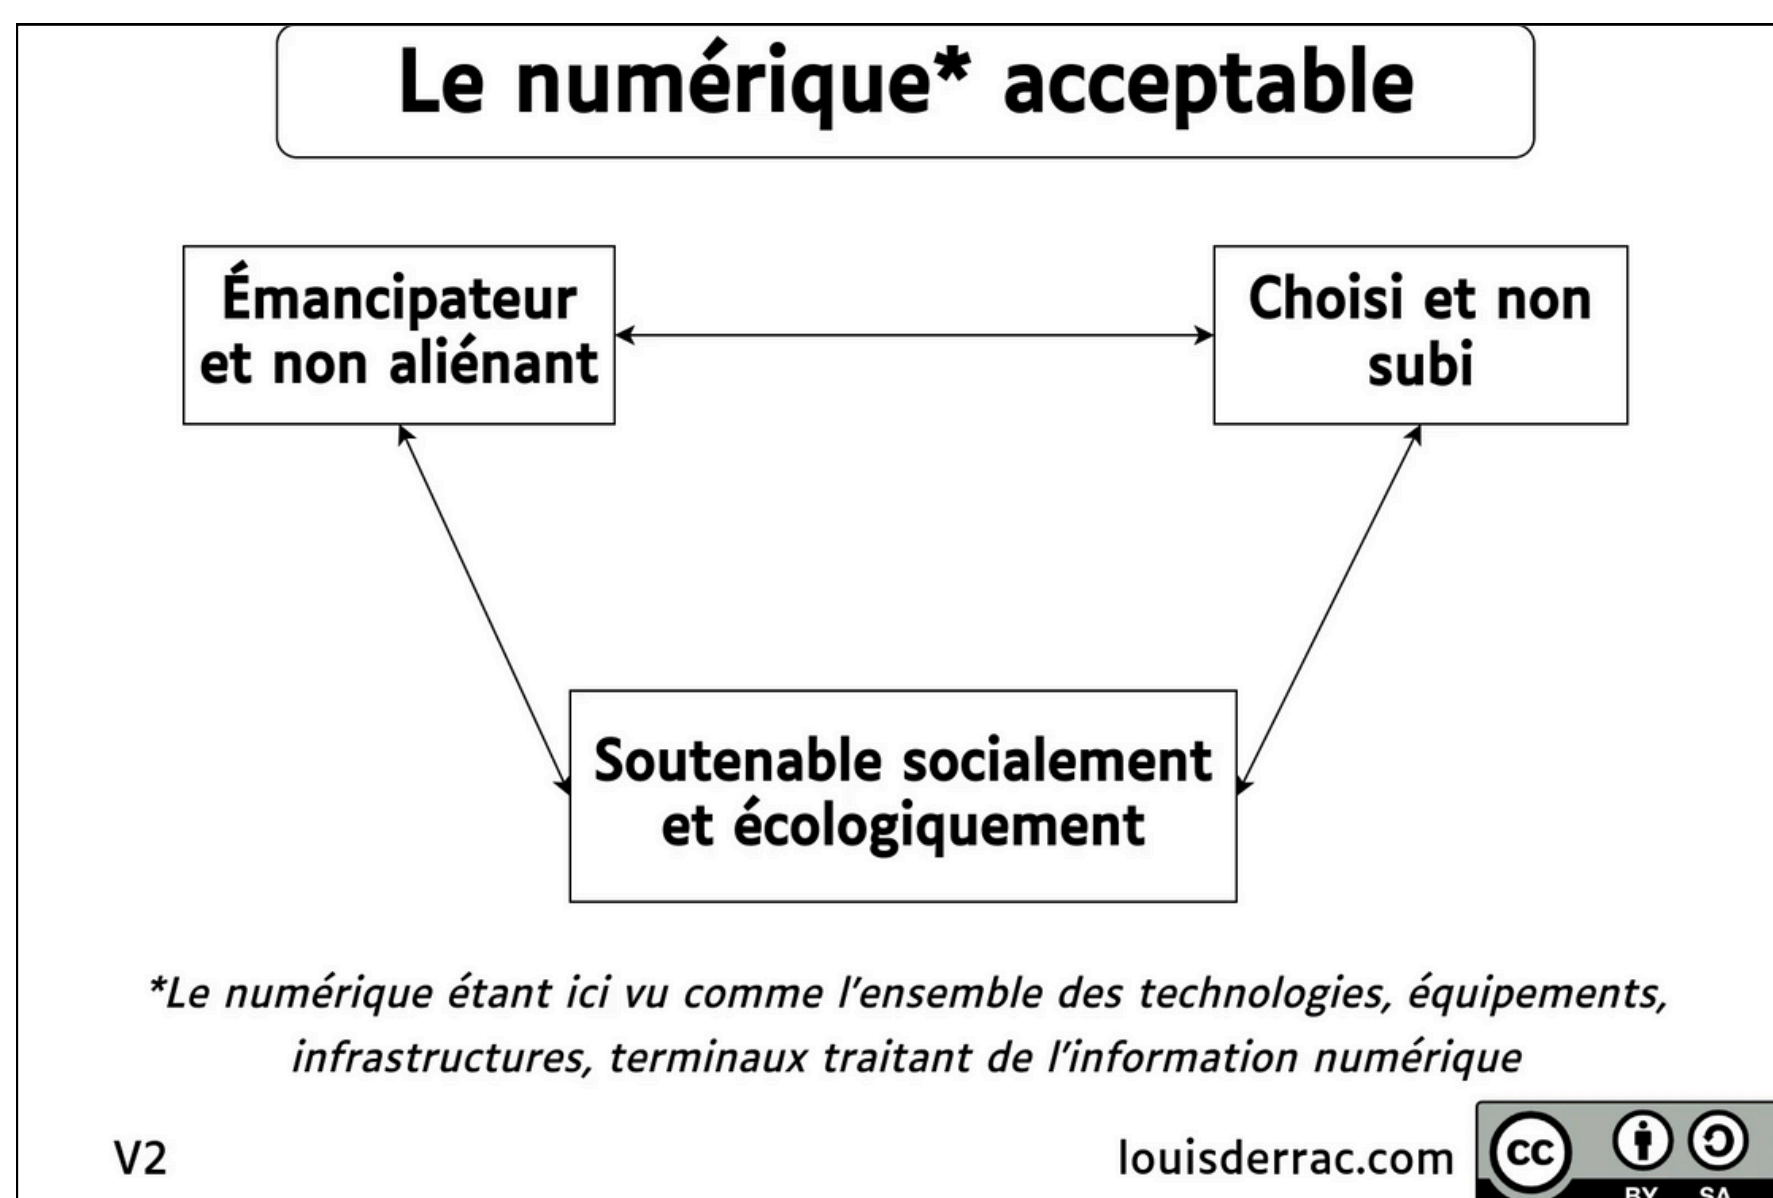 Le numérique* acceptable
Émancipateur
et non aliénant
Choisi et non
subi
Soutenable socialement
et écologiquement
*Le numérique étant ici vu comme l'ensemble des technologies, équipements,
infrastructures, terminaux traitant de l'information numérique
V2
louisderrac.com
cc
BY SA